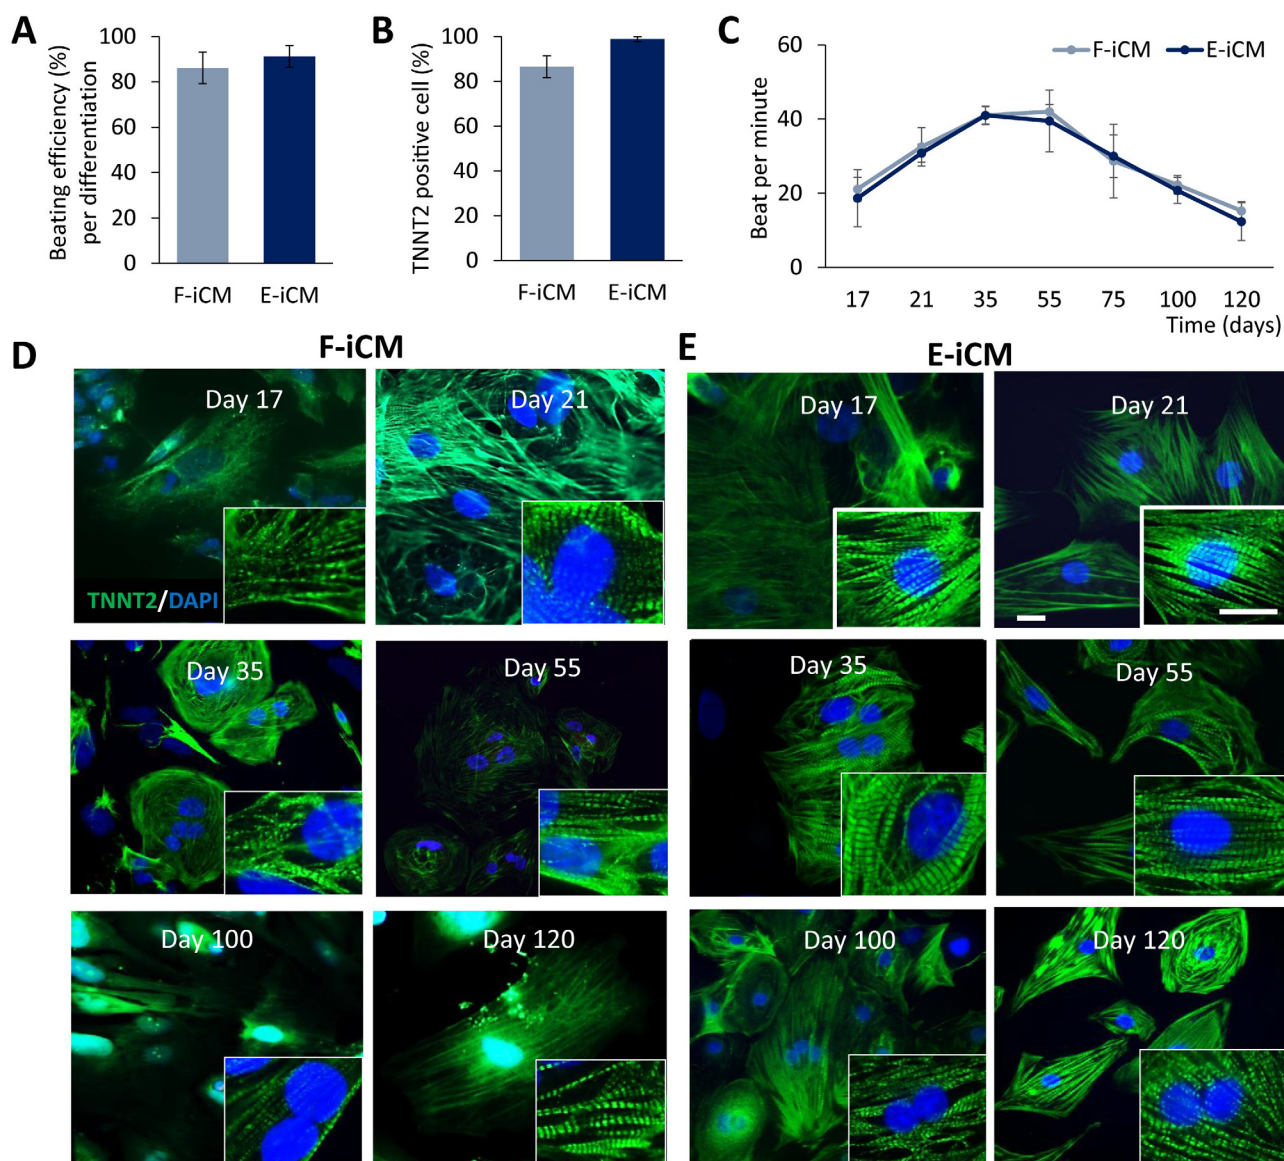 A
Beating efficiency (%)
per differentiation
100
80
60
40
20
0
F-iCM E-iCM
B
TNNT2 positive cell (%)
100
80
60
40
20
0
F-iCM E-iCM
C
Beat per minute
60
40
20
0
F-iCM E-iCM
17 21 35 55 75 100 120
Time (days)
D
F-iCM
Day 17
Day 21
TNNT2/DAPI
Day 35
Day 55
Day 100
Day 120
E
E-iCM
Day 17
Day 21
Day 35
Day 55
Day 100
Day 120